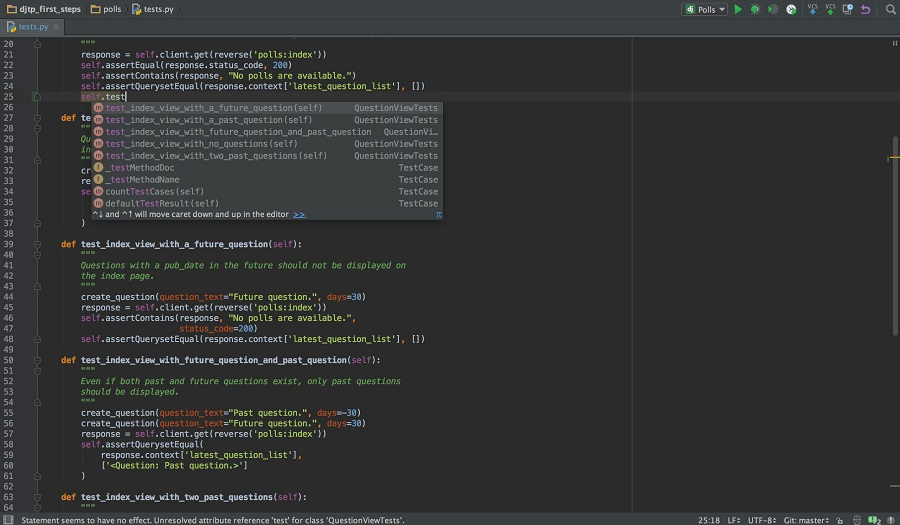 djtp_first_steps polls tests.py Polls VCS VCS
tests.py
20 """
21 response = self.client.get(reverse('polls:index'))
22 self.assertEqual(response.status_code, 200)
23 self.assertContains(response, "No polls are available.")
24 self.assertQuerysetEqual(response.context['latest_question_list'], [])
25 self.test
26 test_index_view_with_a_future_question(self) QuestionViewTests
27 def te test_index_view_with_a_past_question(self) QuestionViewTests
28 "" test_index_view_with_future_question_and_past_question QuestionVi…
29 Qu test_index_view_with_no_questions(self) QuestionViewTests
30 in test_index_view_with_two_past_questions(self) QuestionViewTests
31 "" _testMethodDoc TestCase
32 cr _testMethodName TestCase
33 re countTestCases(self) TestCase
34 se defaultTestResult(self) TestCase
35
36 ^↓ and ^↑ will move caret down and up in the editor >> π
37 )
38
39 def test_index_view_with_a_future_question(self):
40 """
41 Questions with a pub_date in the future should not be displayed on
42 the index page.
43 """
44 create_question(question_text="Future question.", days=30)
45 response = self.client.get(reverse('polls:index'))
46 self.assertContains(response, "No polls are available.",
47 status_code=200)
48 self.assertQuerysetEqual(response.context['latest_question_list'], [])
49
50 def test_index_view_with_future_question_and_past_question(self):
51 """
52 Even if both past and future questions exist, only past questions
53 should be displayed.
54 """
55 create_question(question_text="Past question.", days=-30)
56 create_question(question_text="Future question.", days=30)
57 response = self.client.get(reverse('polls:index'))
58 self.assertQuerysetEqual(
59 response.context['latest_question_list'],
60 ['<Question: Past question.>']
61 )
62
63 def test_index_view_with_two_past_questions(self):
64 """
Statement seems to have no effect. Unresolved attribute reference 'test' for class 'QuestionViewTests'. 25:18 LF UTF-8 Git: master